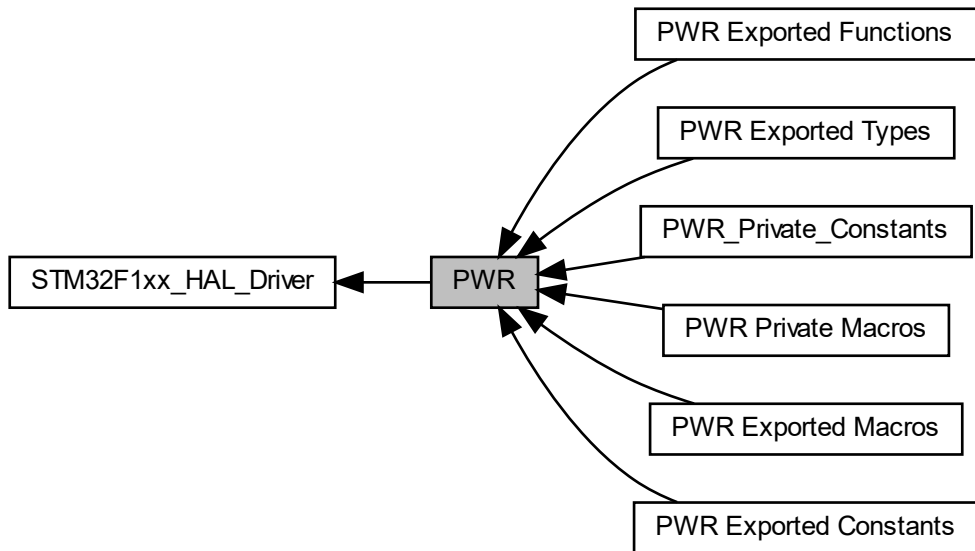 PWR Exported Functions
PWR Exported Types
PWR_Private_Constants
STM32F1xx_HAL_Driver
PWR
PWR Private Macros
PWR Exported Macros
PWR Exported Constants